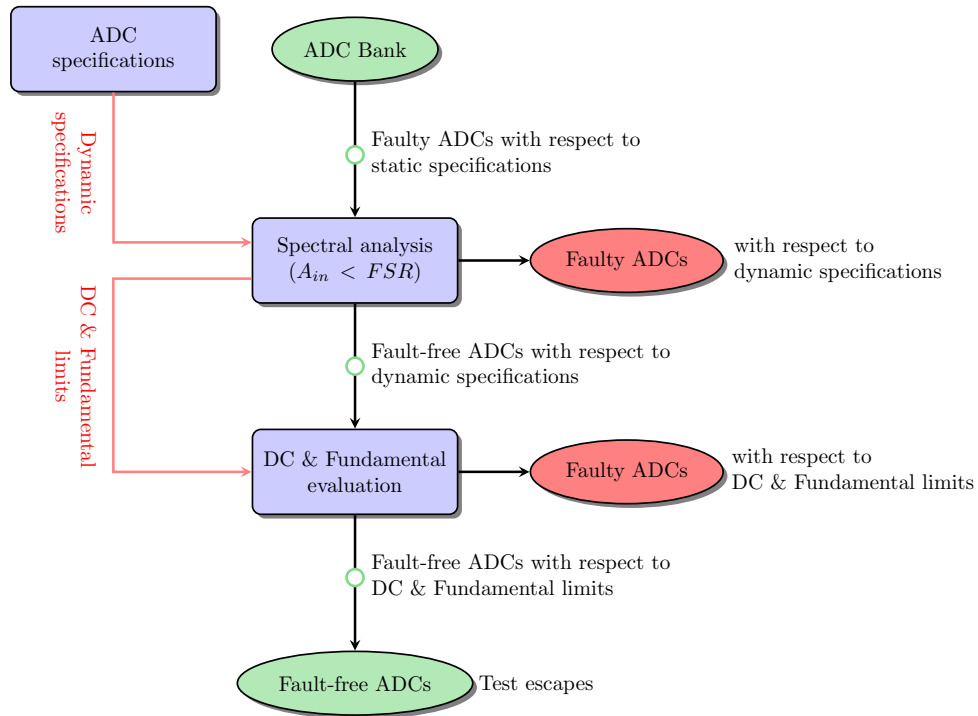 ADC
specifications
ADC Bank
Dynamic
specifications
Faulty ADCs with respect to
static specifications
Spectral analysis
(A_in < FSR)
Faulty ADCs
with respect to
dynamic specifications
DC & Fundamental
limits
Fault-free ADCs with respect to
dynamic specifications
DC & Fundamental
evaluation
Faulty ADCs
with respect to
DC & Fundamental limits
Fault-free ADCs with respect to
DC & Fundamental limits
Fault-free ADCs
Test escapes